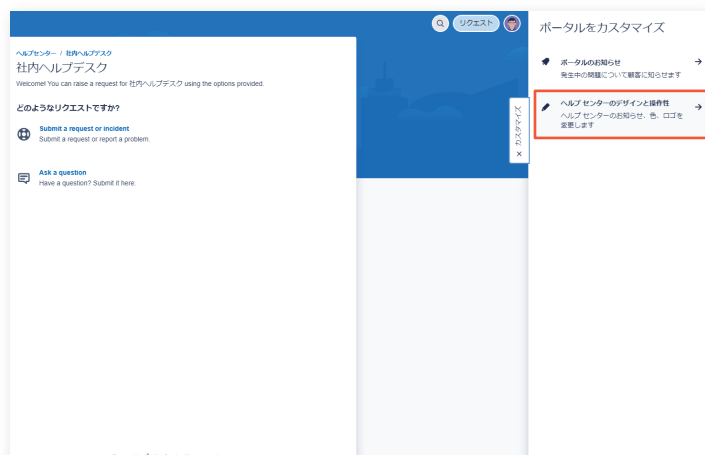 リクエスト
ヘルプセンター / 社内ヘルプデスク
社内ヘルプデスク
Welcome! You can raise a request for 社内ヘルプデスク using the options provided.
どのようなリクエストですか?
Submit a request or incident
Submit a request or report a problem.
Ask a question
Have a question? Submit it here.
× カスタマイズ
ポータルをカスタマイズ
ポータルのお知らせ
発生中の問題について顧客に知らせます
ヘルプ センターのデザインと操作性
ヘルプ センターのお知らせ、色、ロゴを
変更します